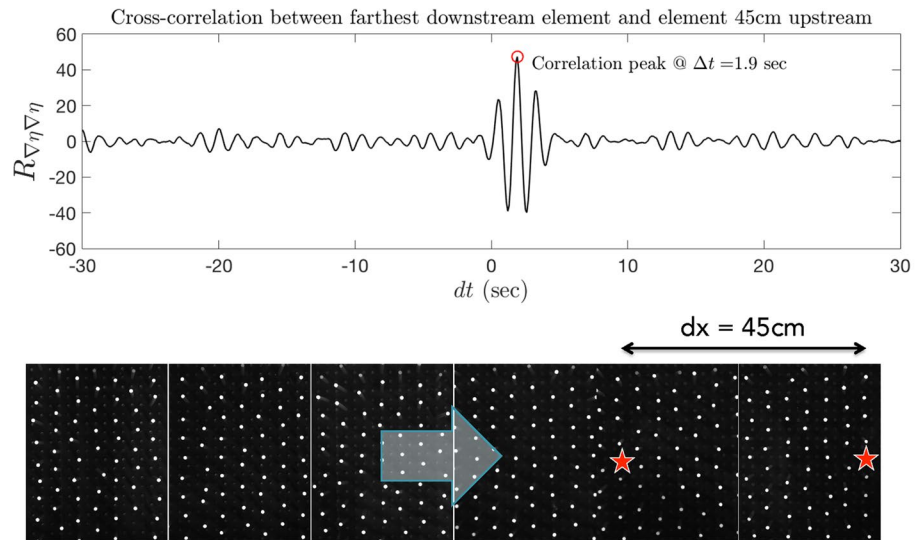 Cross-correlation between farthest downstream element and element 45cm upstream
60
40
20
0
-20
-40
-60
R∇η∇η
Correlation peak @ Δt =1.9 sec
-30 -20 -10 0 10 20 30
dt (sec)
dx = 45cm